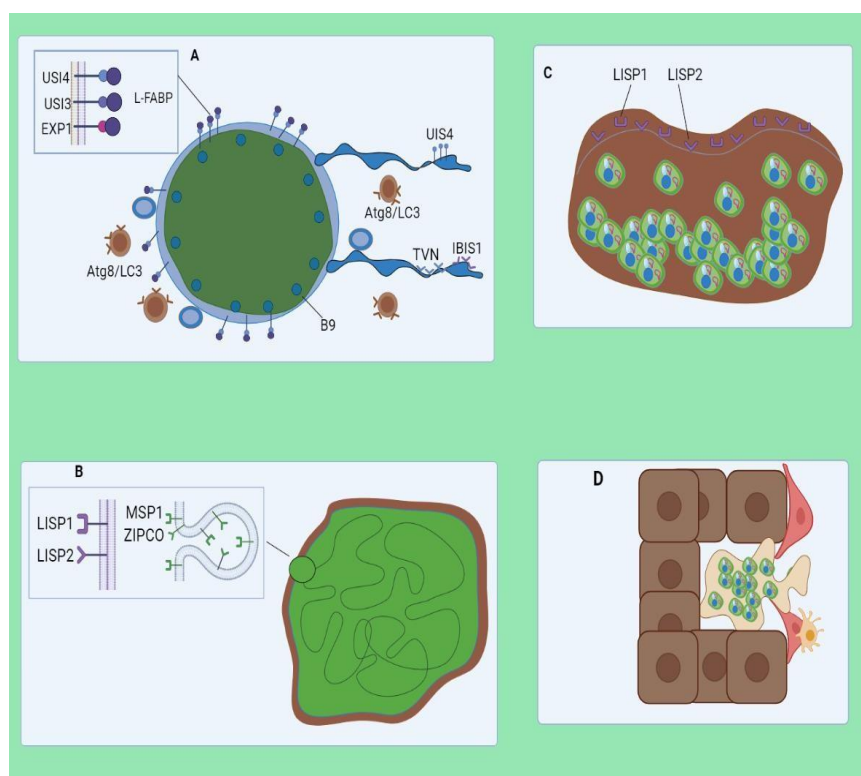 A
USI4
USI3
EXP1
L-FABP
UIS4
Atg8/LC3
Atg8/LC3
TVN
IBIS1
B9
C
LISP1
LISP2
B
LISP1
LISP2
MSP1
ZIPCO
D